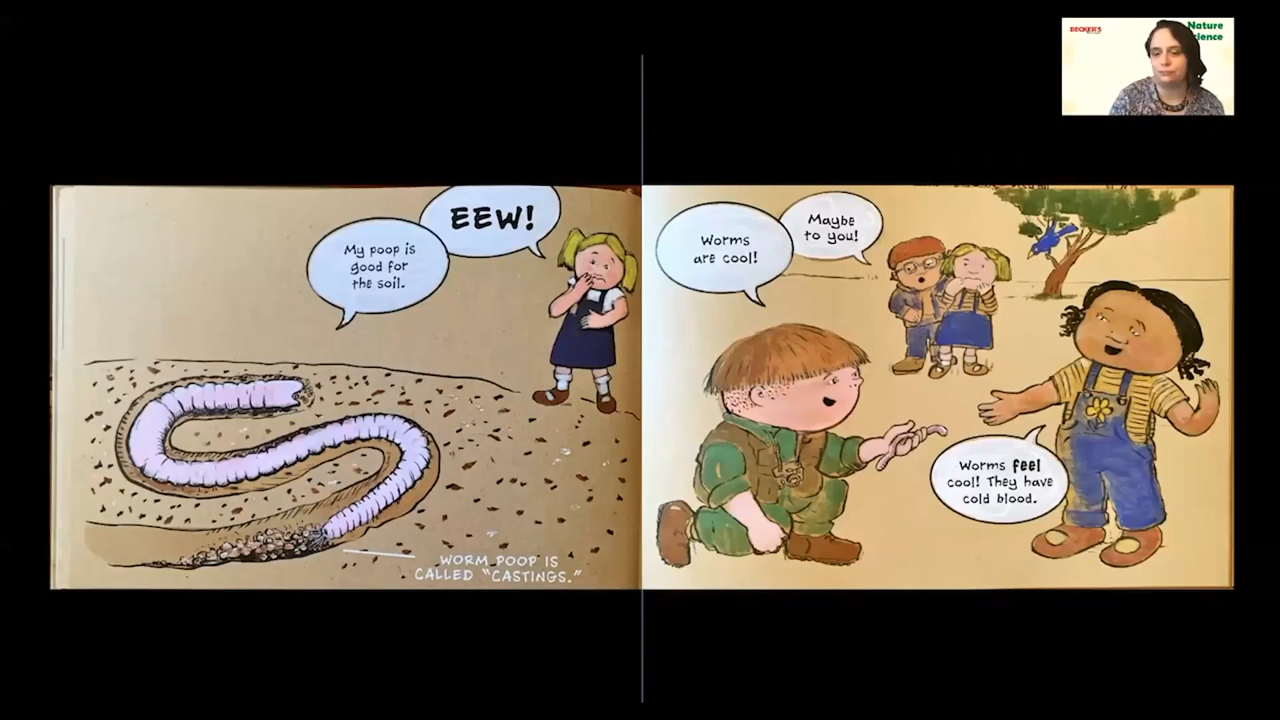 BECKER'S
Nature
EEW!
My poop is
good for
the soil.
WORM POOP IS
CALLED "CASTINGS."
Worms
are cool!
Maybe
to you!
Worms feel
cool! They have
cold blood.